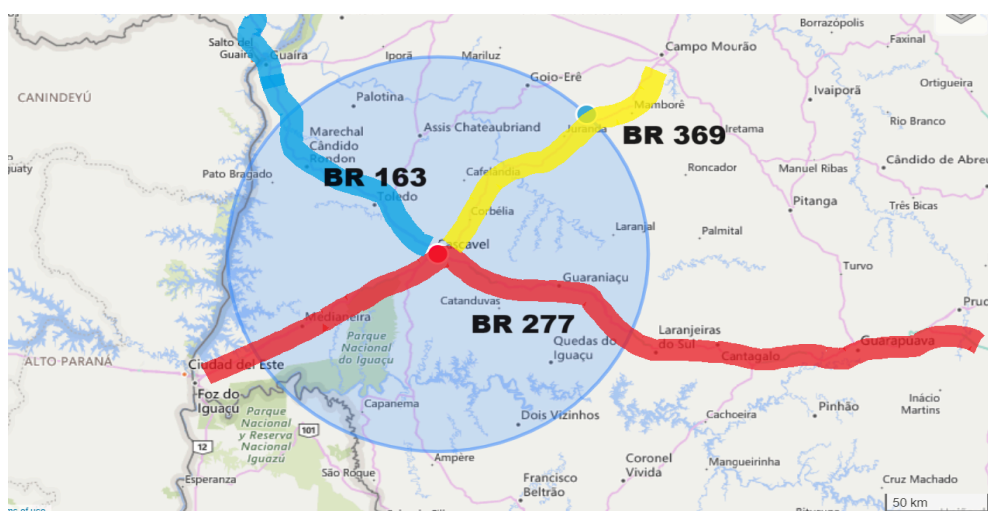 Borrazópolis
Salto del
Guaira
Guaíra
Iporã
Mariluz
Campo Mourão
Faxinal
Goio-Erê
CANINDEYÚ
Palotina
Ivaiporã
Ortigueira
Mamborê
Marechal
Cândido
Rondon
Assis Chateaubriand
Juranda
BR 369
Iretama
Rio Branco
Pato Bragado
BR 163
Cafelândia
Roncador
Manuel Ribas
Cândido de Abreu
Toledo
Corbélia
Pitanga
Três Bicas
Laranjal
Palmital
Cascavel
Guaraniaçu
Turvo
Catanduvas
Medianeira
BR 277
Parque
Nacional
do Iguaçu
Quedas do
Iguaçu
Laranjeiras
do Sul
Cantagalo
Guarapuava
ALTO PARANÁ
Ciudad del Este
Foz do
Iguaçú
Parque
Nacional
y Reserva
Nacional
Iguazú
Capanema
Dois Vizinhos
Cachoeira
Pinhão
Inácio
Martins
12
101
Ampère
São Roque
Esperanza
Francisco
Beltrão
Coronel
Vivida
Mangueirinha
Cruz Machado
50 km